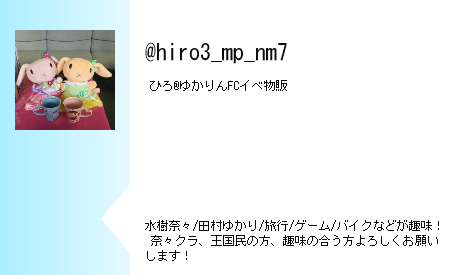 @hiro3_mp_nm7
ひろ@ゆかりんFCイベ物販
水樹奈々/田村ゆかり/旅行/ゲーム/バイクなどが趣味！
奈々クラ、王国民の方、趣味の合う方よろしくお願い
します！